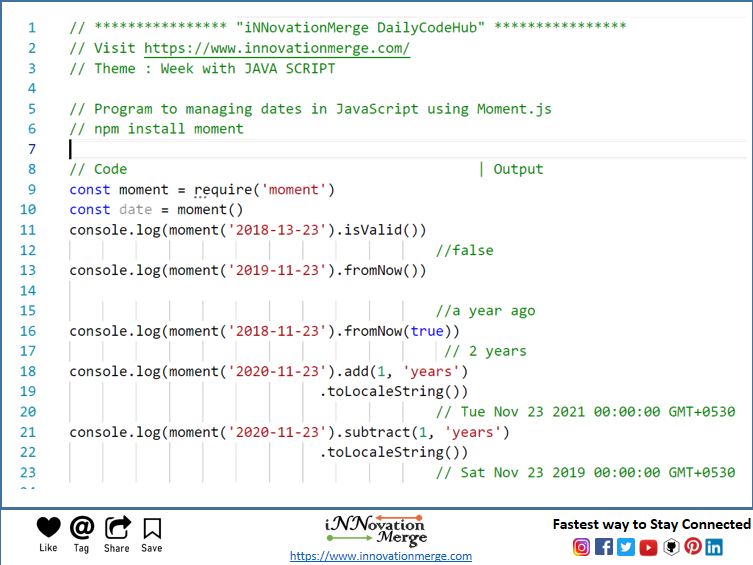 1 // **************** "iNNovationMerge DailyCodeHub" ****************
2 // Visit https://www.innovationmerge.com/
3 // Theme : Week with JAVA SCRIPT
4
5 // Program to managing dates in JavaScript using Moment.js
6 // npm install moment
7
8 // Code | Output
9 const moment = require('moment')
10 const date = moment()
11 console.log(moment('2018-13-23').isValid())
12 //false
13 console.log(moment('2019-11-23').fromNow())
14
15 //a year ago
16 console.log(moment('2018-11-23').fromNow(true))
17 // 2 years
18 console.log(moment('2020-11-23').add(1, 'years')
19 .toLocaleString())
20 // Tue Nov 23 2021 00:00:00 GMT+0530
21 console.log(moment('2020-11-23').subtract(1, 'years')
22 .toLocaleString())
23 // Sat Nov 23 2019 00:00:00 GMT+0530
Like Tag Share Save
iNNovation
Merge
https://www.innovationmerge.com
Fastest way to Stay Connected